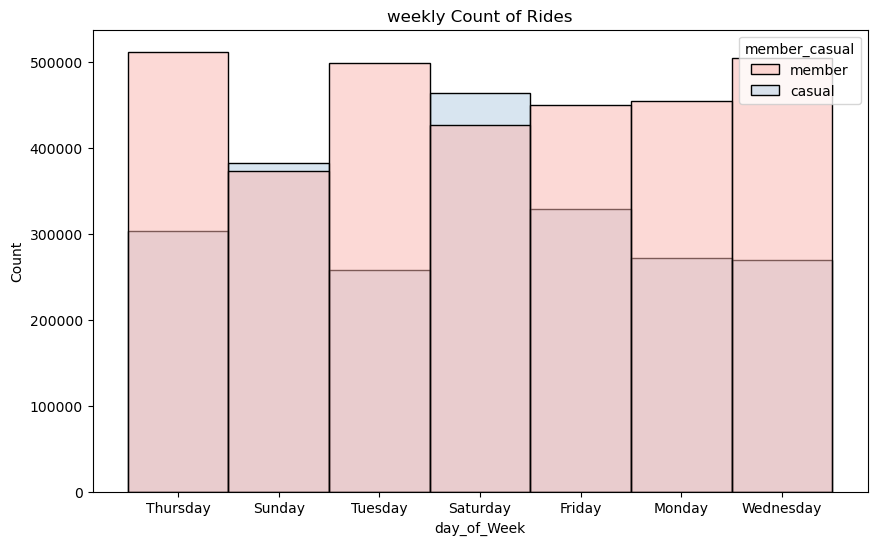 weekly Count of Rides
member_casual
member
casual
500000
400000
300000
200000
100000
0
Count
Thursday Sunday Tuesday Saturday Friday Monday Wednesday
day_of_Week